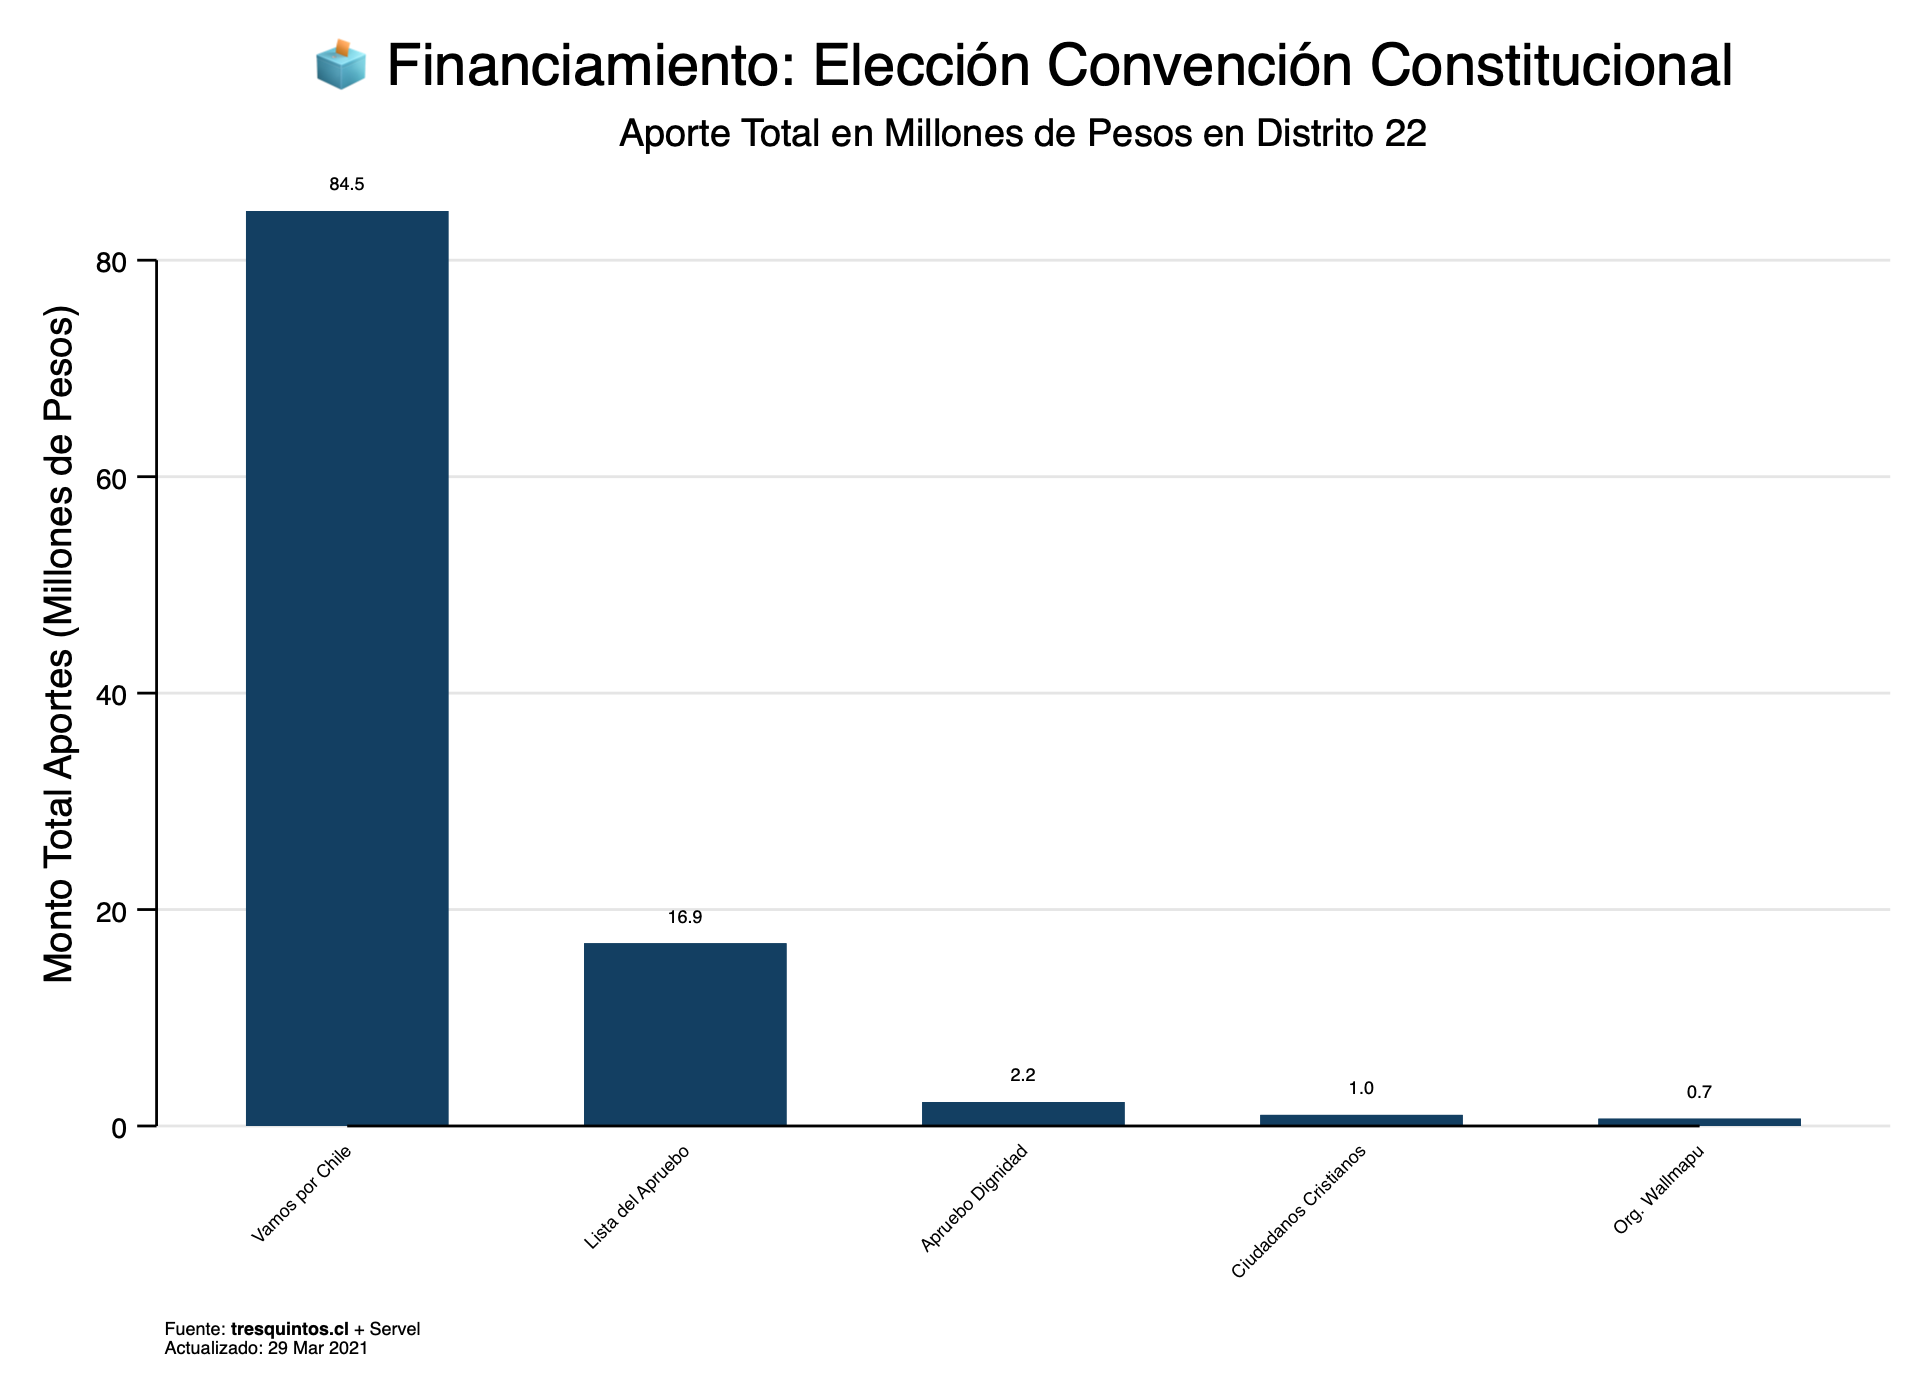 Financiamiento: Elección Convención Constitucional
Aporte Total en Millones de Pesos en Distrito 22
Monto Total Aportes (Millones de Pesos)
80
60
40
20
0
84.5
16.9
2.2
1.0
0.7
Vamos por Chile
Lista del Apruebo
Apruebo Dignidad
Ciudadanos Cristianos
Org. Wallmapu
Fuente: tresquintos.cl + Servel
Actualizado: 29 Mar 2021